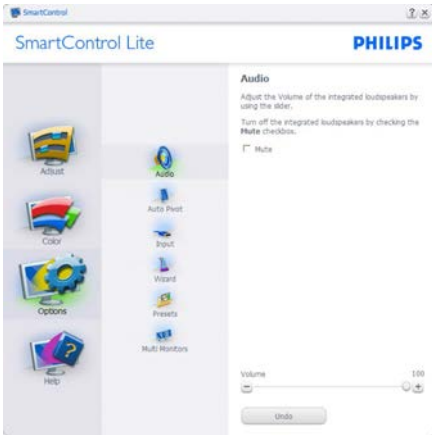 SmartControl
SmartControl Lite
PHILIPS
Adjust
Color
Options
Help
Audio
Auto Pivot
Input
Wizard
Presets
Multi Monitors
Audio
Adjust the Volume of the integrated loudspeakers by
using the slider.
Turn off the integrated loudspeakers by checking the
Mute checkbox.
Mute
Volume
100
Undo